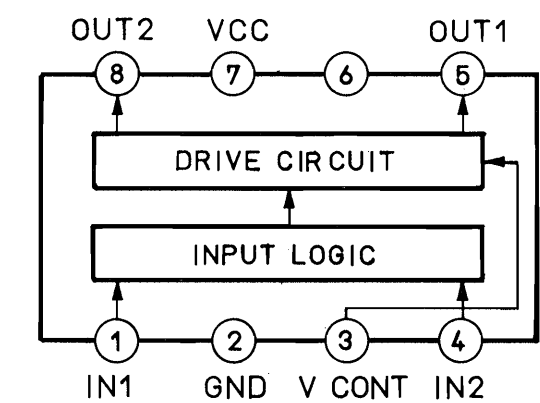 OUT2 VCC OUT1
8 7 6 5
DRIVE CIRCUIT
INPUT LOGIC
1 2 3 4
IN1 GND V CONT IN2